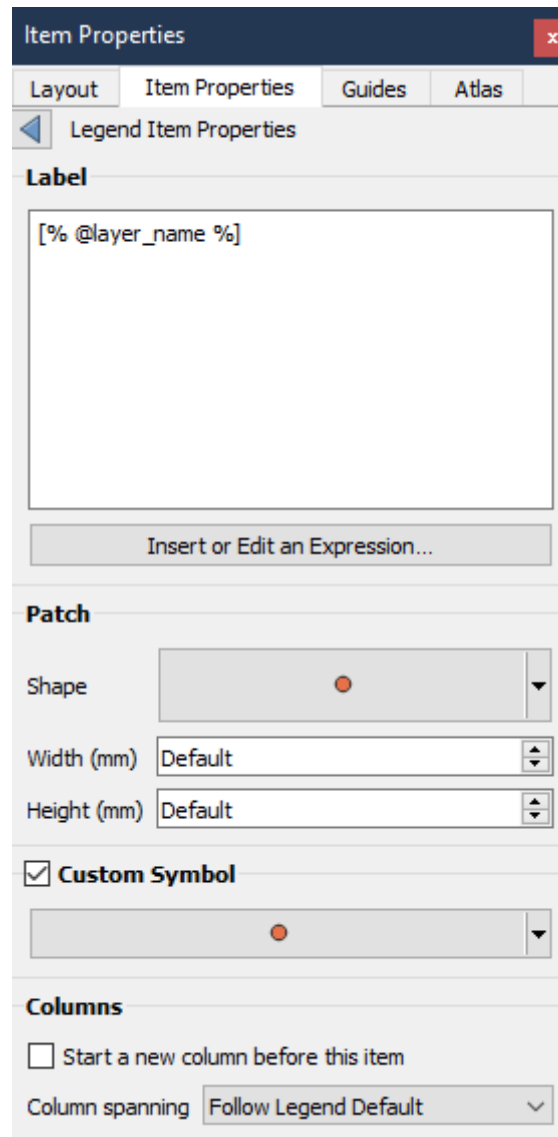 Item Properties
x
Layout Item Properties Guides Atlas
Legend Item Properties
Label
[% @layer_name %]
Insert or Edit an Expression...
Patch
Shape
Width (mm) Default
Height (mm) Default
Custom Symbol
Columns
Start a new column before this item
Column spanning Follow Legend Default